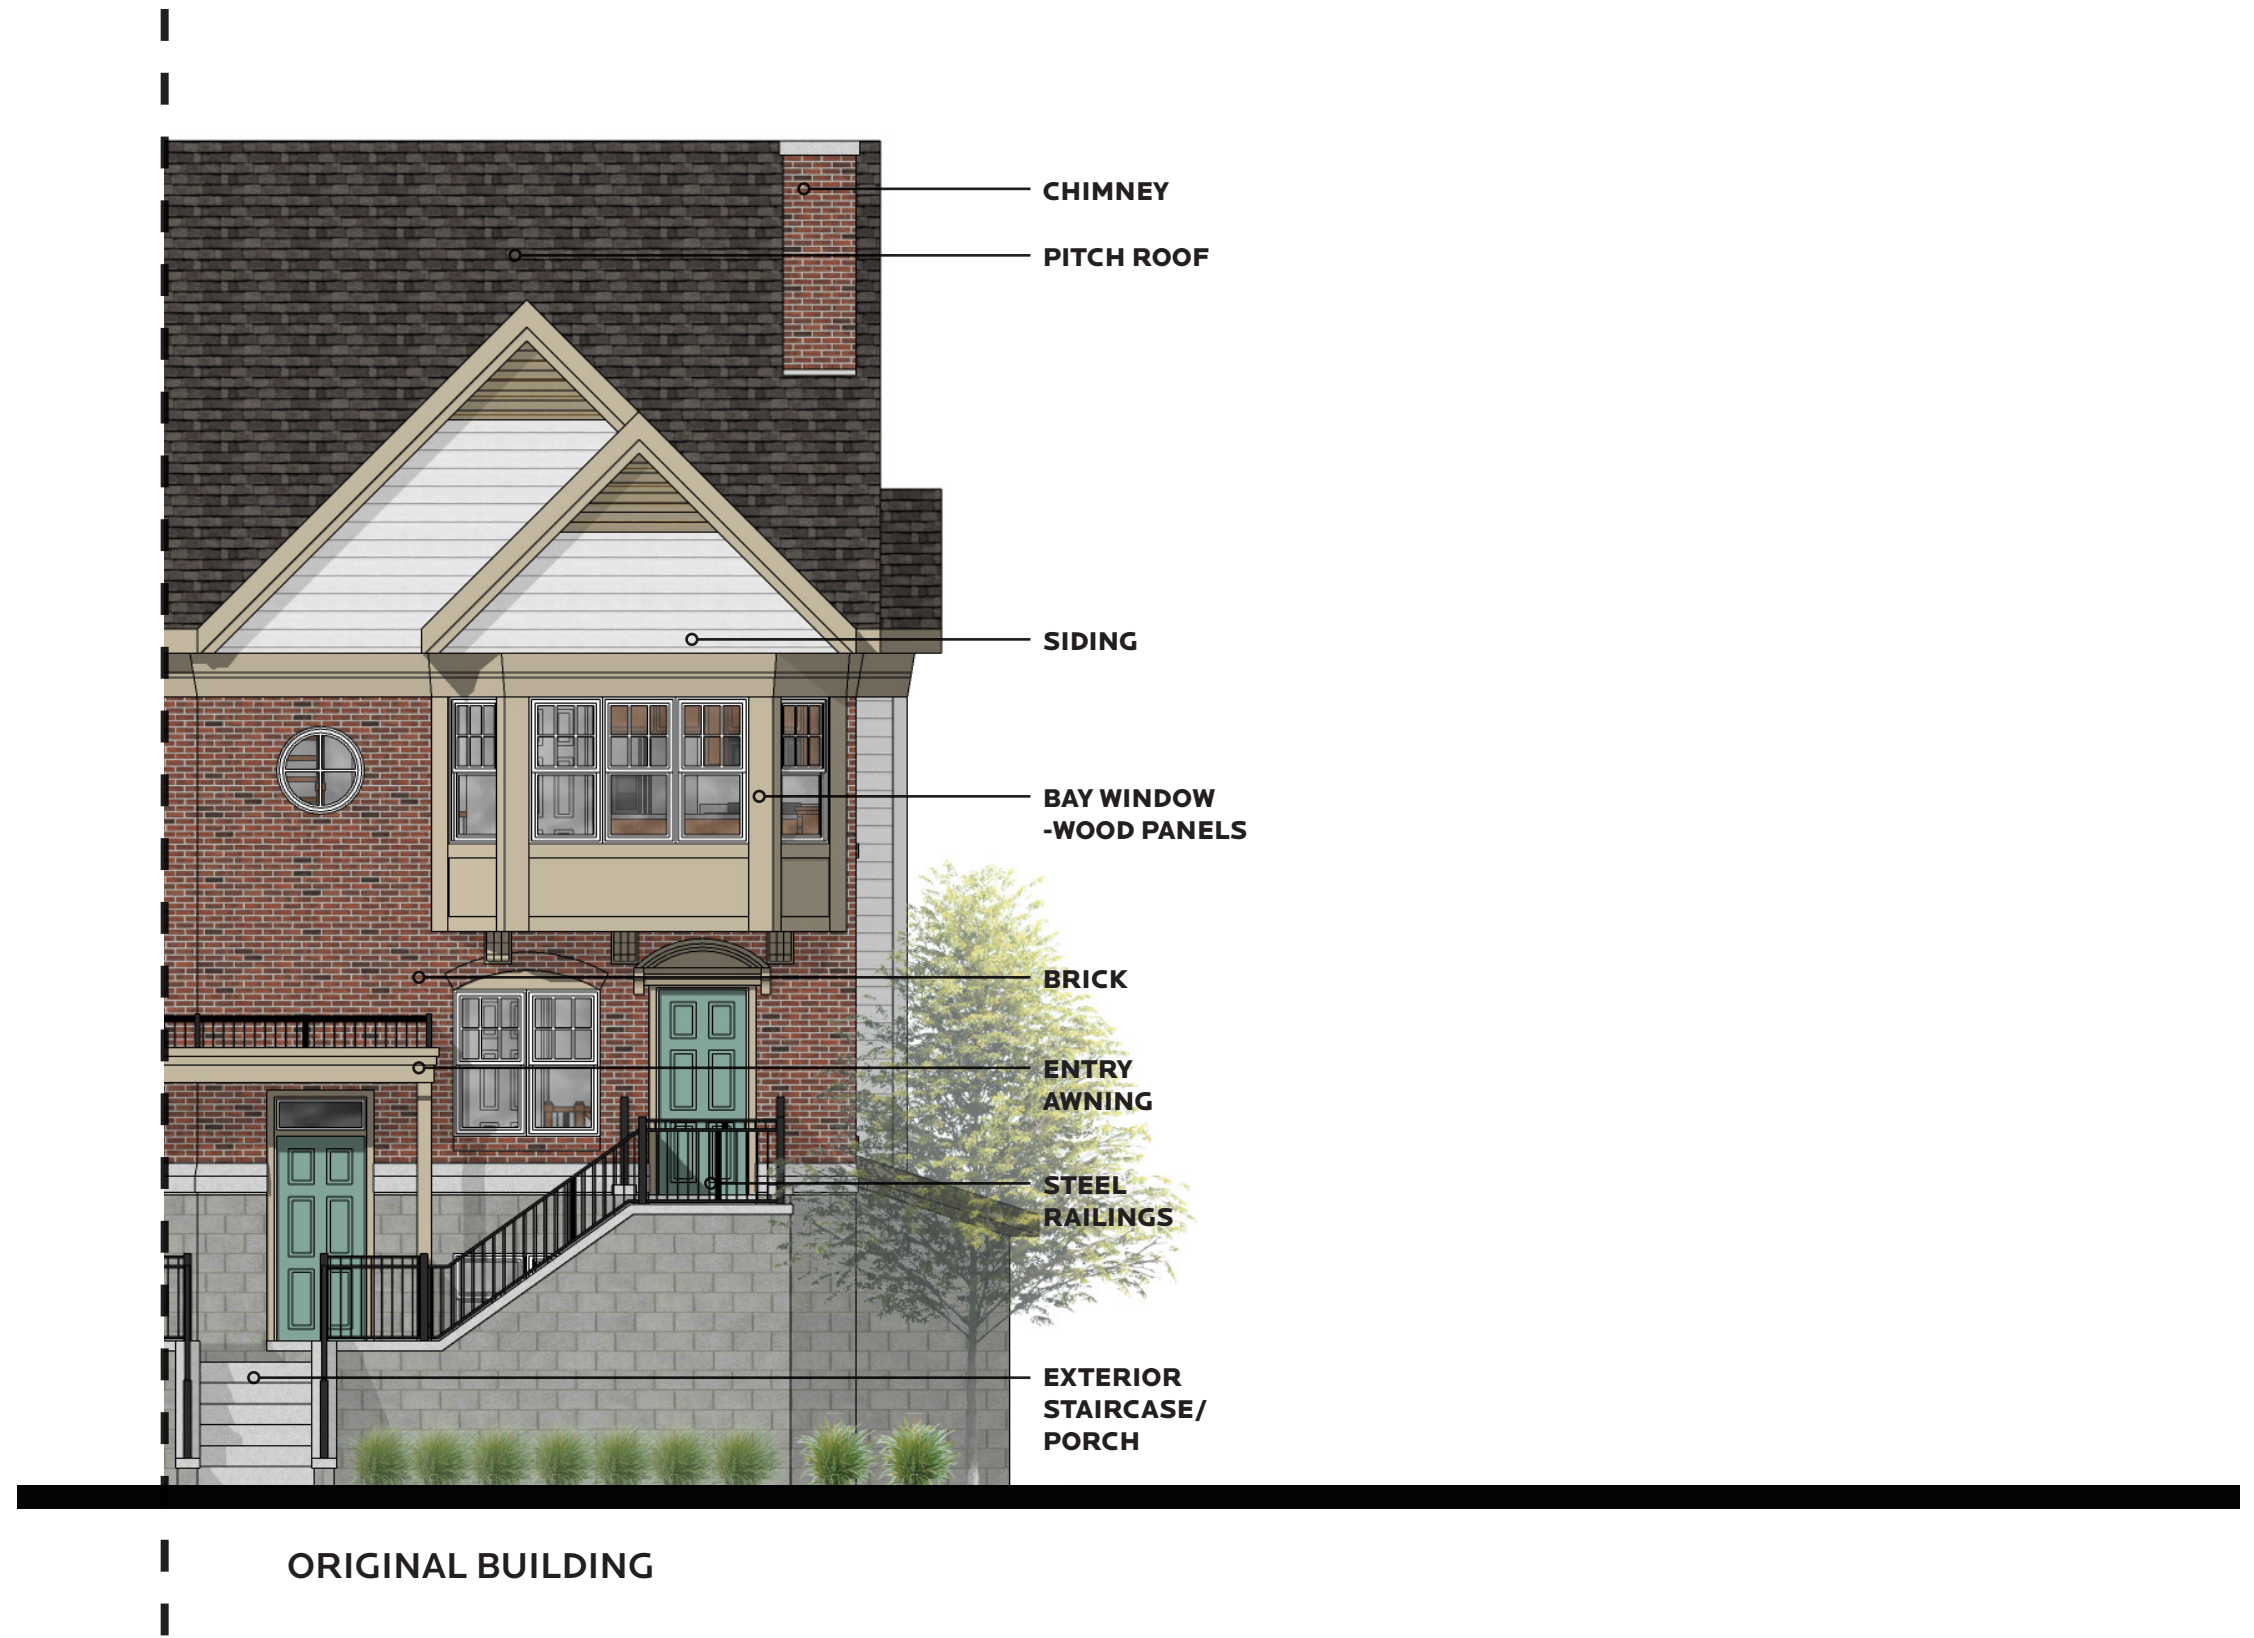 CHIMNEY
PITCH ROOF
SIDING
BAY WINDOW
-WOOD PANELS
BRICK
ENTRY
AWNING
STEEL
RAILINGS
EXTERIOR
STAIRCASE/
PORCH
ORIGINAL BUILDING